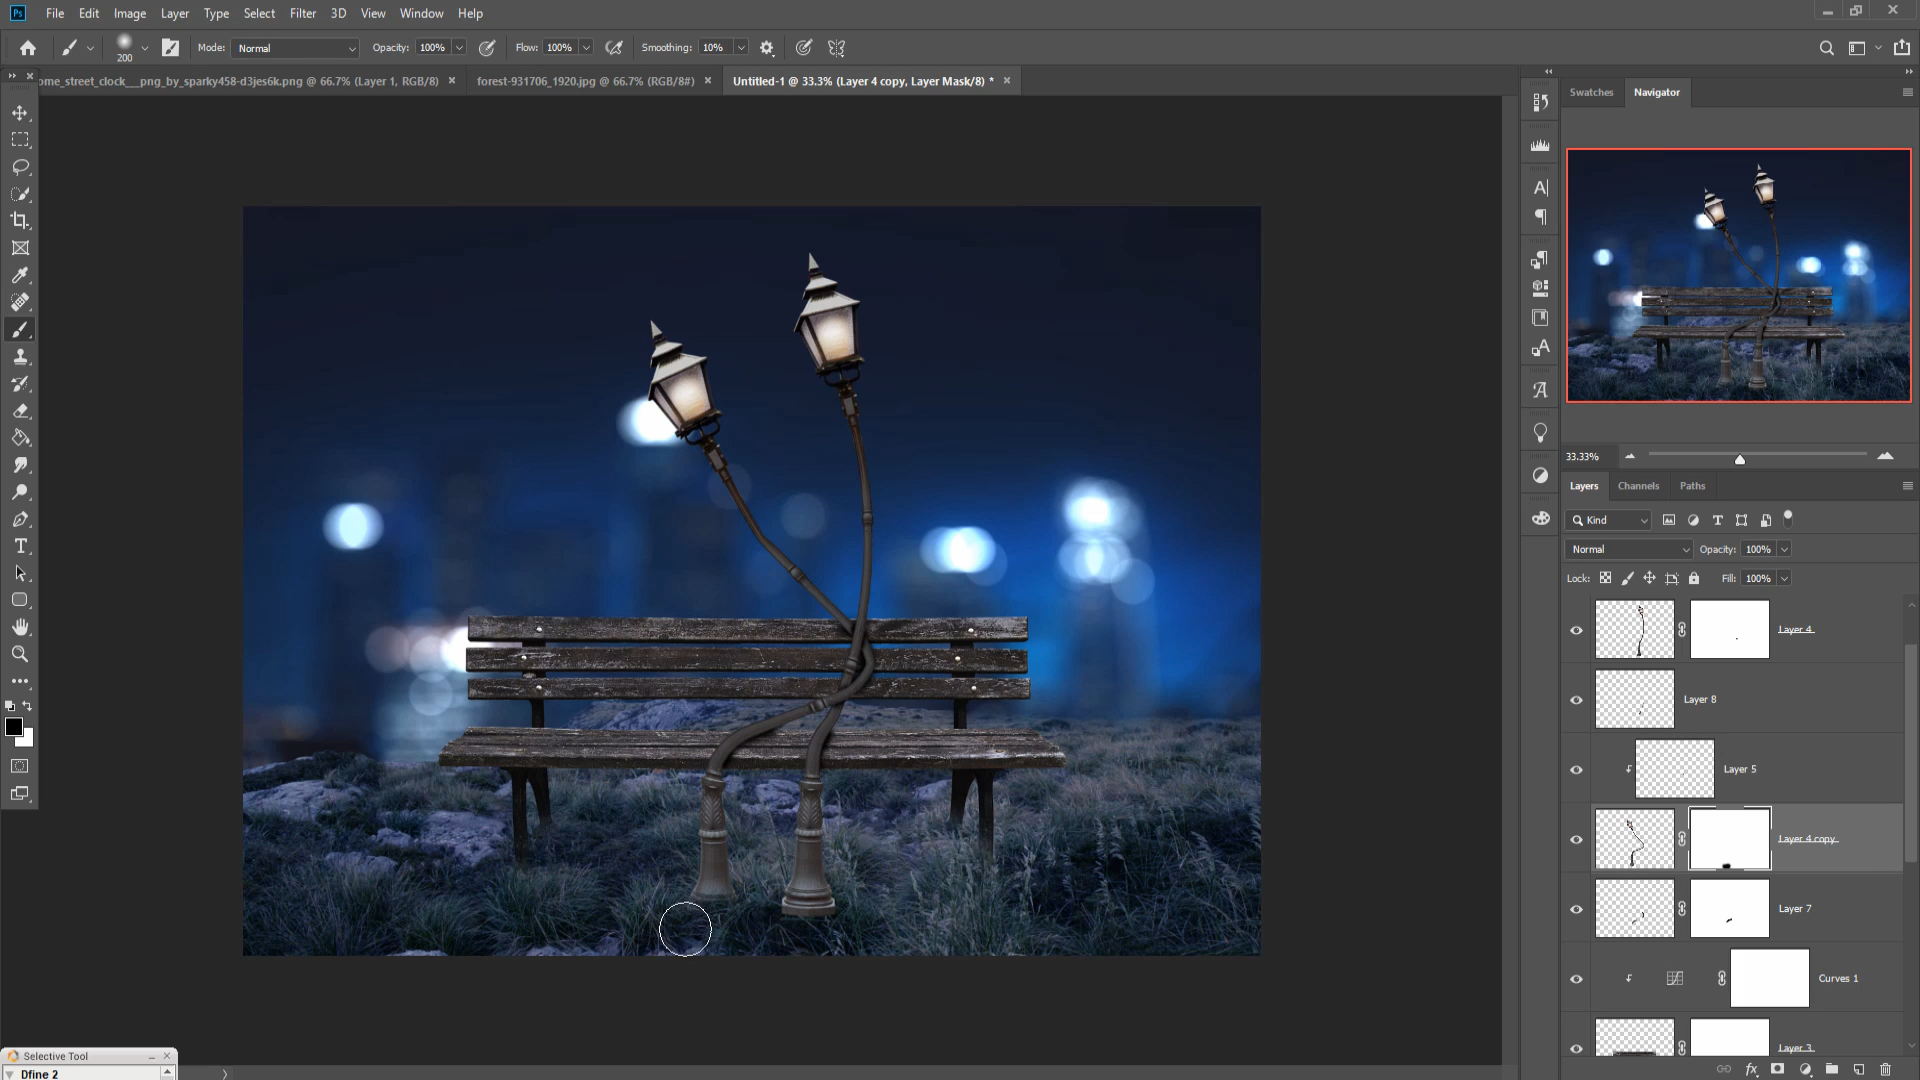 Ps File Edit Image Layer Type Select Filter 3D View Window Help
200 Mode: Normal Opacity: 100% Flow: 100% Smoothing: 10%
ome_street_clock___png_by_sparky458-d3jes6k.png @ 66.7% (Layer 1, RGB/8) forest-931706_1920.jpg @ 66.7% (RGB/8#) Untitled-1 @ 33.3% (Layer 4 copy, Layer Mask/8) *
Swatches Navigator
33.33%
Layers Channels Paths
Kind
Normal Opacity: 100%
Lock: Fill: 100%
Layer 4
Layer 8
Layer 5
Layer 4 copy
Layer 7
Curves 1
Layer 3
Selective Tool
Dfine 2